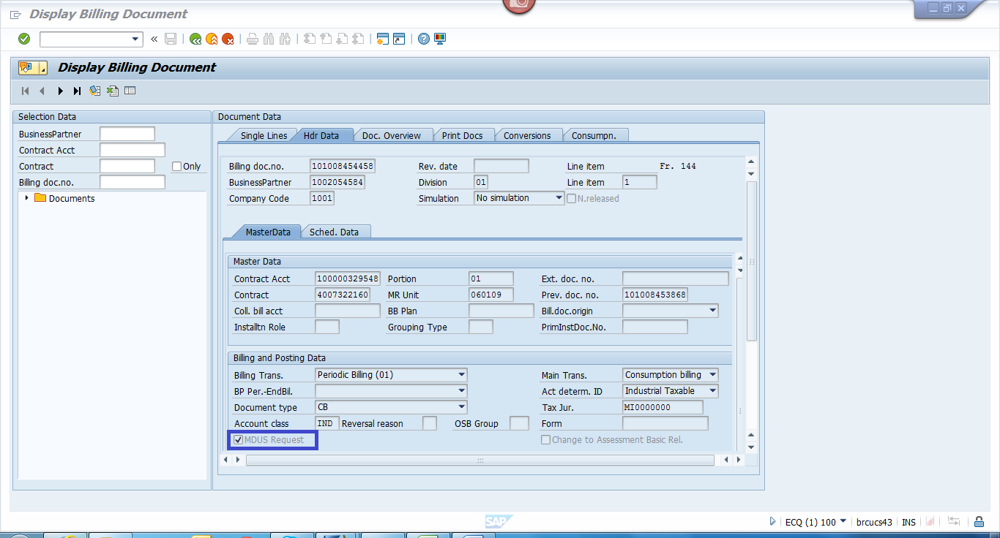 Display Billing Document
«
Display Billing Document
Selection Data
BusinessPartner
Contract Acct
Contract Only
Billing doc.no.
Documents
Document Data
Single Lines Hdr Data Doc. Overview Print Docs Conversions Consumpn.
Billing doc.no. 101008454458 Rev. date Line item Fr. 144
BusinessPartner 1002054584 Division 01 Line item 1
Company Code 1001 Simulation No simulation N.released
MasterData Sched. Data
Master Data
Contract Acct 100000329548 Portion 01 Ext. doc. no.
Contract 4007322160 MR Unit 060109 Prev. doc. no. 101008453868
Coll. bill acct BB Plan Bill.doc.origin
Installtn Role Grouping Type PrimInstDoc.No.
Billing and Posting Data
Billing Trans. Periodic Billing (01) Main Trans. Consumption billing
BP Per.-EndBil. Act determ. ID Industrial Taxable
Document type CB Tax Jur. MI0000000
Account class IND Reversal reason OSB Group Form
MDUS Request Change to Assessment Basic Rel.
SAP ECQ (1) 100 brcucs43 INS